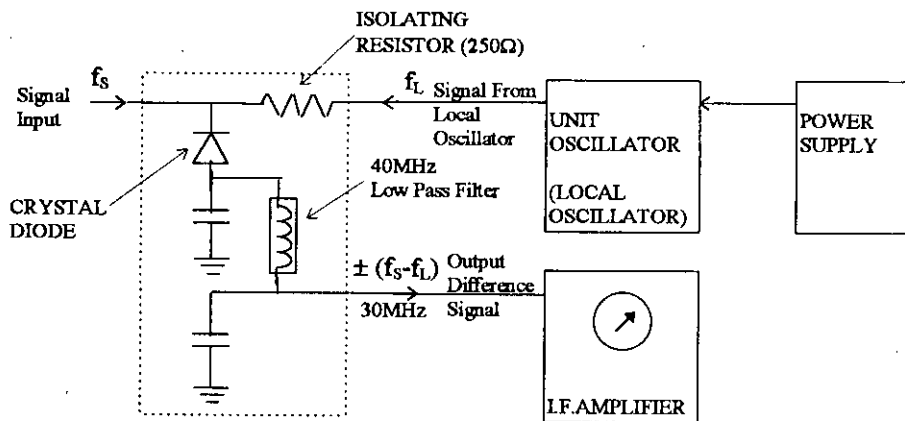 ISOLATING
RESISTOR (250Ω)
fS
Signal
Input
fL
Signal From
Local
Oscillator
UNIT
OSCILLATOR
(LOCAL
OSCILLATOR)
POWER
SUPPLY
40MHz
Low Pass Filter
CRYSTAL
DIODE
± (fS-fL)
30MHz
Output
Difference
Signal
I.F.AMPLIFIER